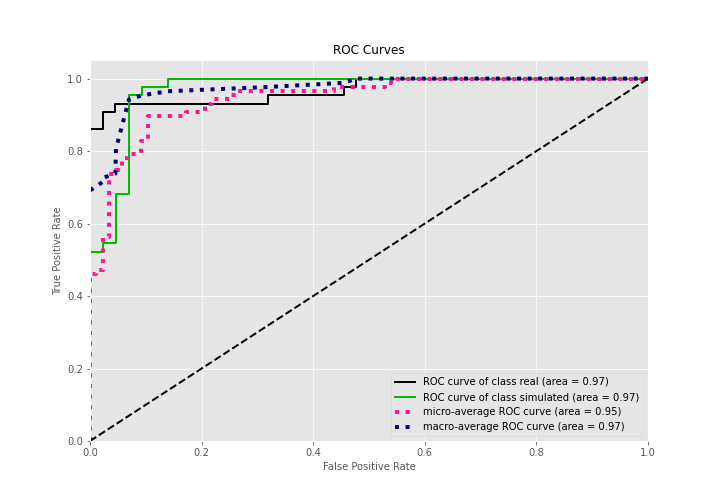 ROC Curves
True Positive Rate
1.0
0.8
0.6
0.4
0.2
0.0
0.0 0.2 0.4 0.6 0.8 1.0
False Positive Rate
ROC curve of class real (area = 0.97)
ROC curve of class simulated (area = 0.97)
micro-average ROC curve (area = 0.95)
macro-average ROC curve (area = 0.97)